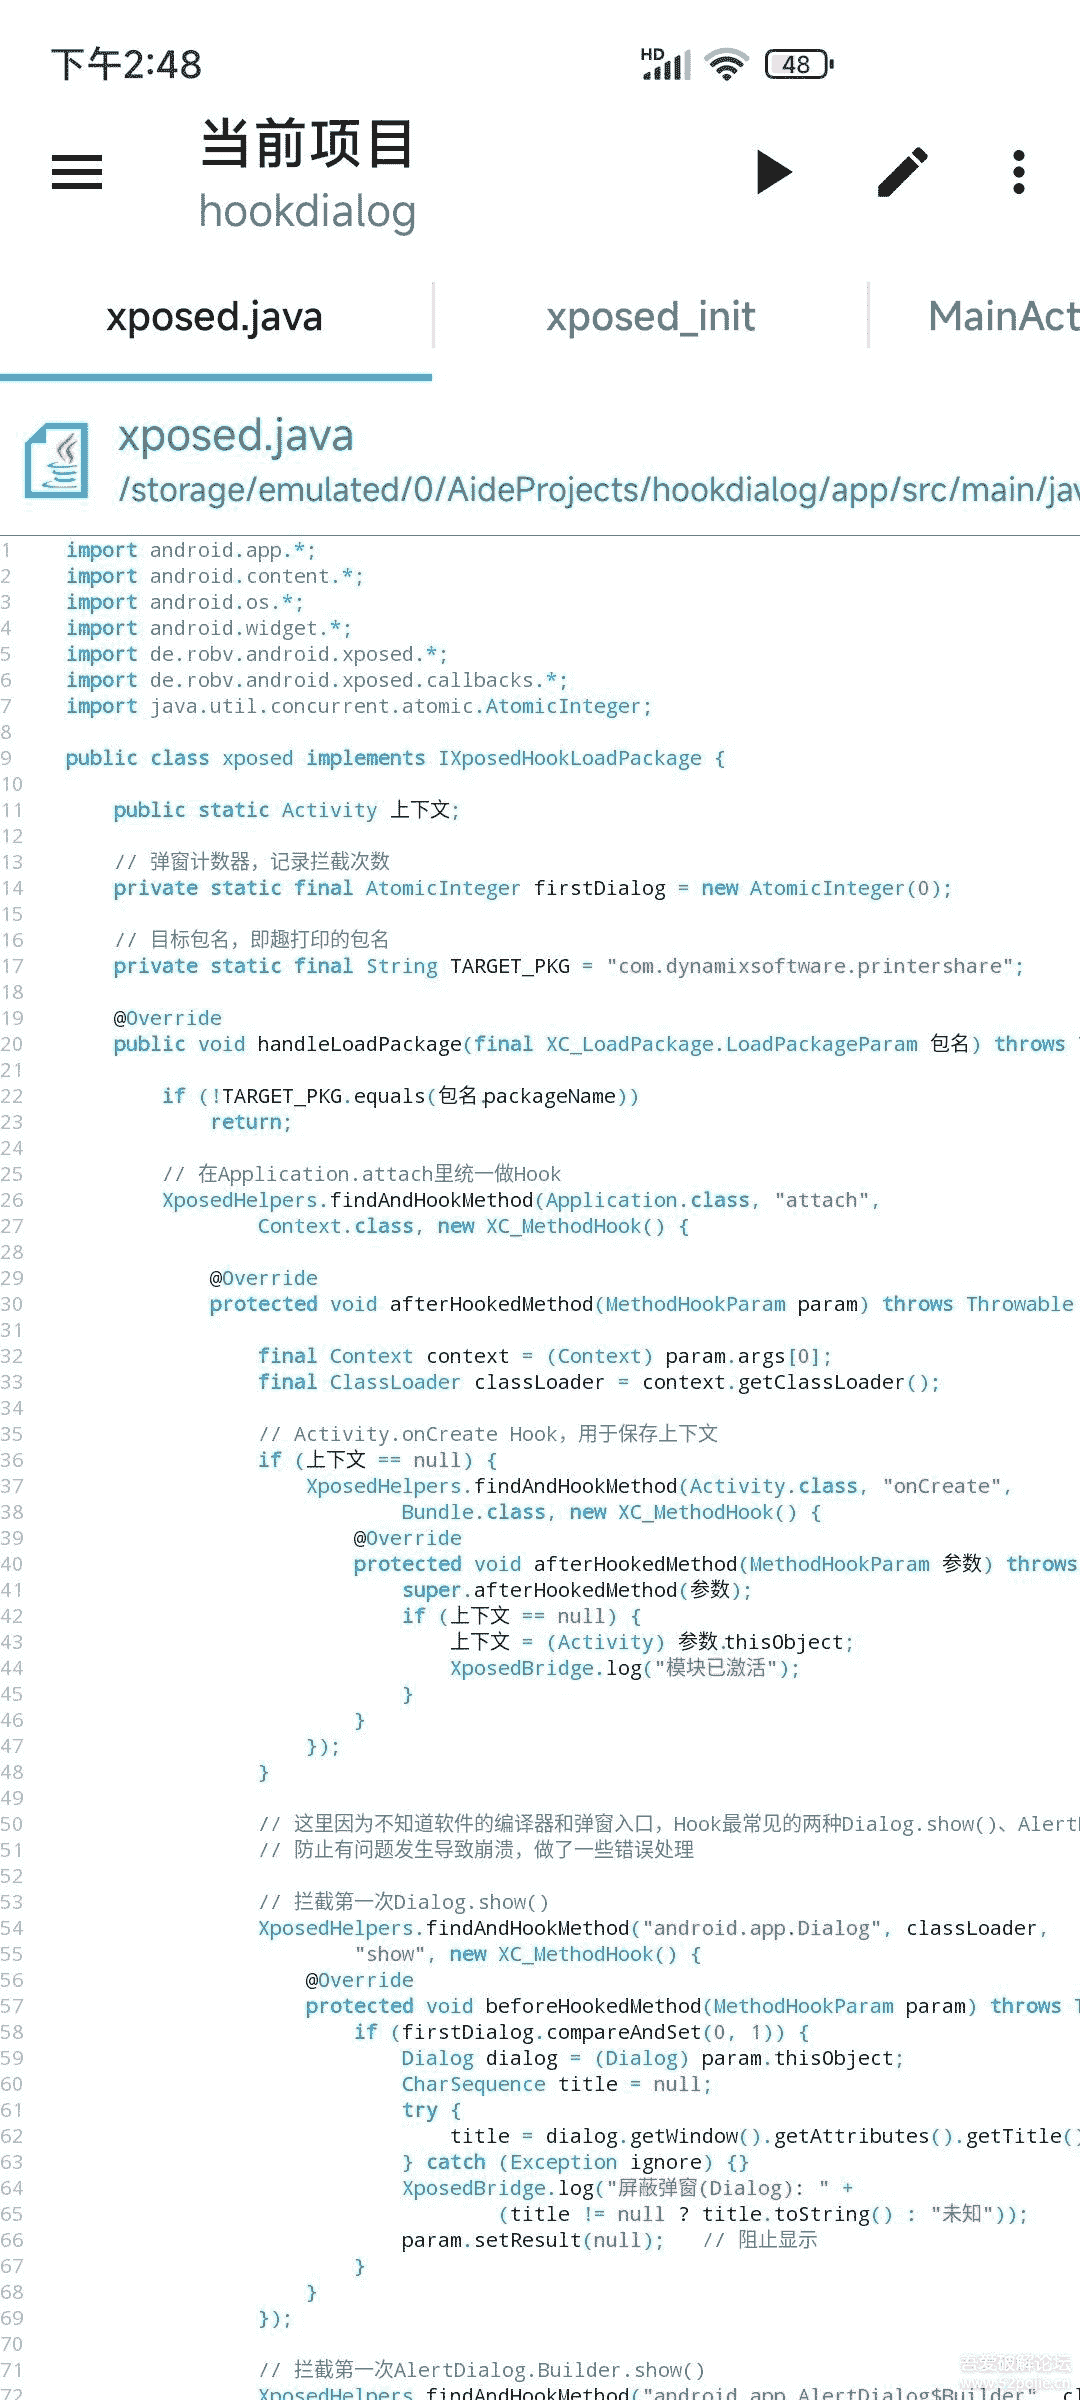 下午2:48
HD
48
当前项目
hookdialog
xposed.java
xposed_init
MainAct
xposed.java
/storage/emulated/0/AideProjects/hookdialog/app/src/main/jav
1 import android.app.*;
2 import android.content.*;
3 import android.os.*;
4 import android.widget.*;
5 import de.robv.android.xposed.*;
6 import de.robv.android.xposed.callbacks.*;
7 import java.util.concurrent.atomic.AtomicInteger;
8
9 public class xposed implements IXposedHookLoadPackage {
10
11 public static Activity 上下文;
12
13 // 弹窗计数器，记录拦截次数
14 private static final AtomicInteger firstDialog = new AtomicInteger(0);
15
16 // 目标包名，即趣打印的包名
17 private static final String TARGET_PKG = "com.dynamixsoftware.printershare";
18
19 @Override
20 public void handleLoadPackage(final XC_LoadPackage.LoadPackageParam 包名) throws
21
22 if (!TARGET_PKG.equals(包名.packageName))
23 return;
24
25 // 在Application.attach里统一做Hook
26 XposedHelpers.findAndHookMethod(Application.class, "attach",
27 Context.class, new XC_MethodHook() {
28
29 @Override
30 protected void afterHookedMethod(MethodHookParam param) throws Throwable
31
32 final Context context = (Context) param.args[0];
33 final ClassLoader classLoader = context.getClassLoader();
34
35 // Activity.onCreate Hook，用于保存上下文
36 if (上下文 == null) {
37 XposedHelpers.findAndHookMethod(Activity.class, "onCreate",
38 Bundle.class, new XC_MethodHook() {
39 @Override
40 protected void afterHookedMethod(MethodHookParam 参数) throws
41 super.afterHookedMethod(参数);
42 if (上下文 == null) {
43 上下文 = (Activity) 参数.thisObject;
44 XposedBridge.log("模块已激活");
45 }
46 }
47 });
48 }
49
50 // 这里因为不知道软件的编译器和弹窗入口，Hook最常见的两种Dialog.show()、Alert
51 // 防止有问题发生导致崩溃，做了一些错误处理
52
53 // 拦截第一次Dialog.show()
54 XposedHelpers.findAndHookMethod("android.app.Dialog", classLoader,
55 "show", new XC_MethodHook() {
56 @Override
57 protected void beforeHookedMethod(MethodHookParam param) throws
58 if (firstDialog.compareAndSet(0, 1)) {
59 Dialog dialog = (Dialog) param.thisObject;
60 CharSequence title = null;
61 try {
62 title = dialog.getWindow().getAttributes().getTitle()
63 } catch (Exception ignore) {}
64 XposedBridge.log("屏蔽弹窗(Dialog): " +
65 (title != null ? title.toString() : "未知"));
66 param.setResult(null); // 阻止显示
67 }
68 }
69 });
70
71 // 拦截第一次AlertDialog.Builder.show()
72 XposedHelpers.findAndHookMethod("android.app.AlertDialog$Builder", c
吾爱破解论坛
www.52pojie.cn